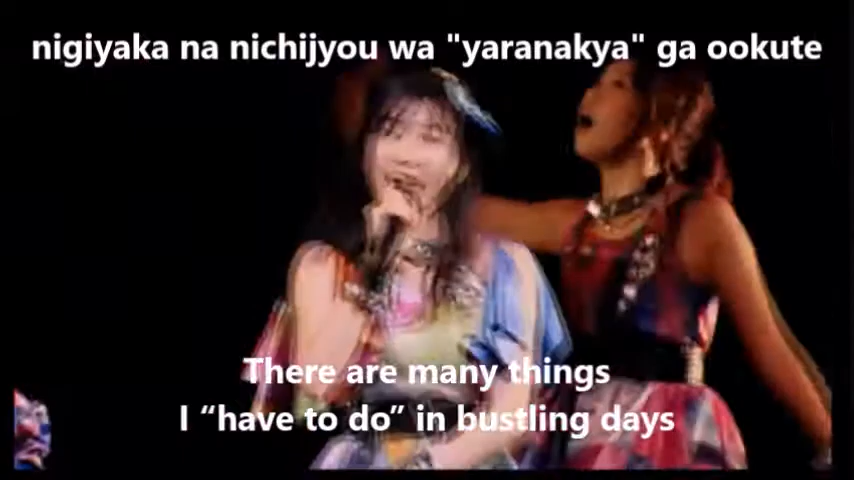 nigiyaka na nichijyou wa "yaranakya" ga ookute
There are many things
I “have to do” in bustling days